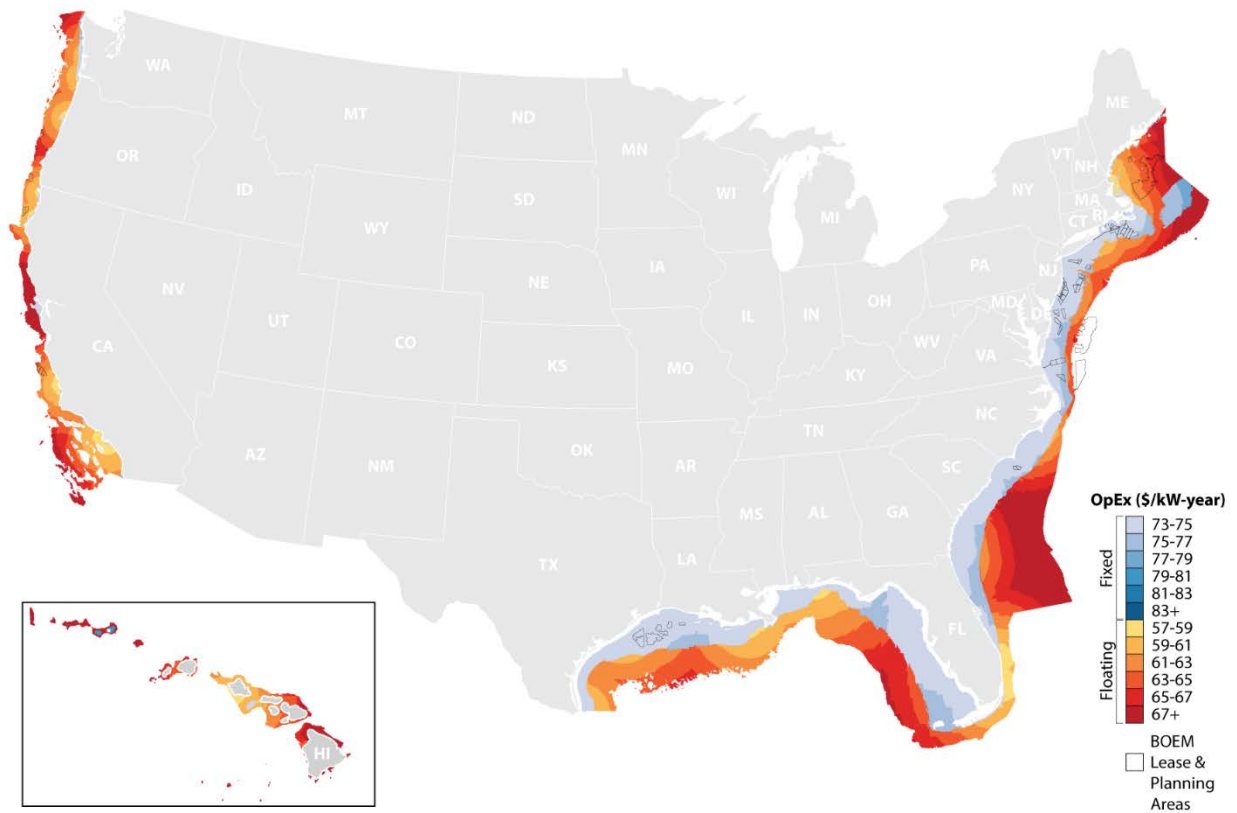 WA
MT
ND
MN
ME
OR
ID
SD
WI
VT
NH
WY
MI
NY
MA
CT
RI
NE
IA
PA
NJ
NV
UT
CO
IL
IN
OH
MD
DE
CA
KS
MO
WV
KY
VA
AZ
NM
OK
AR
TN
NC
SC
TX
LA
MS
AL
GA
FL
HI
OpEx ($/kW-year)
Fixed
73-75
75-77
77-79
79-81
81-83
83+
Floating
57-59
59-61
61-63
63-65
65-67
67+
BOEM
Lease &
Planning
Areas